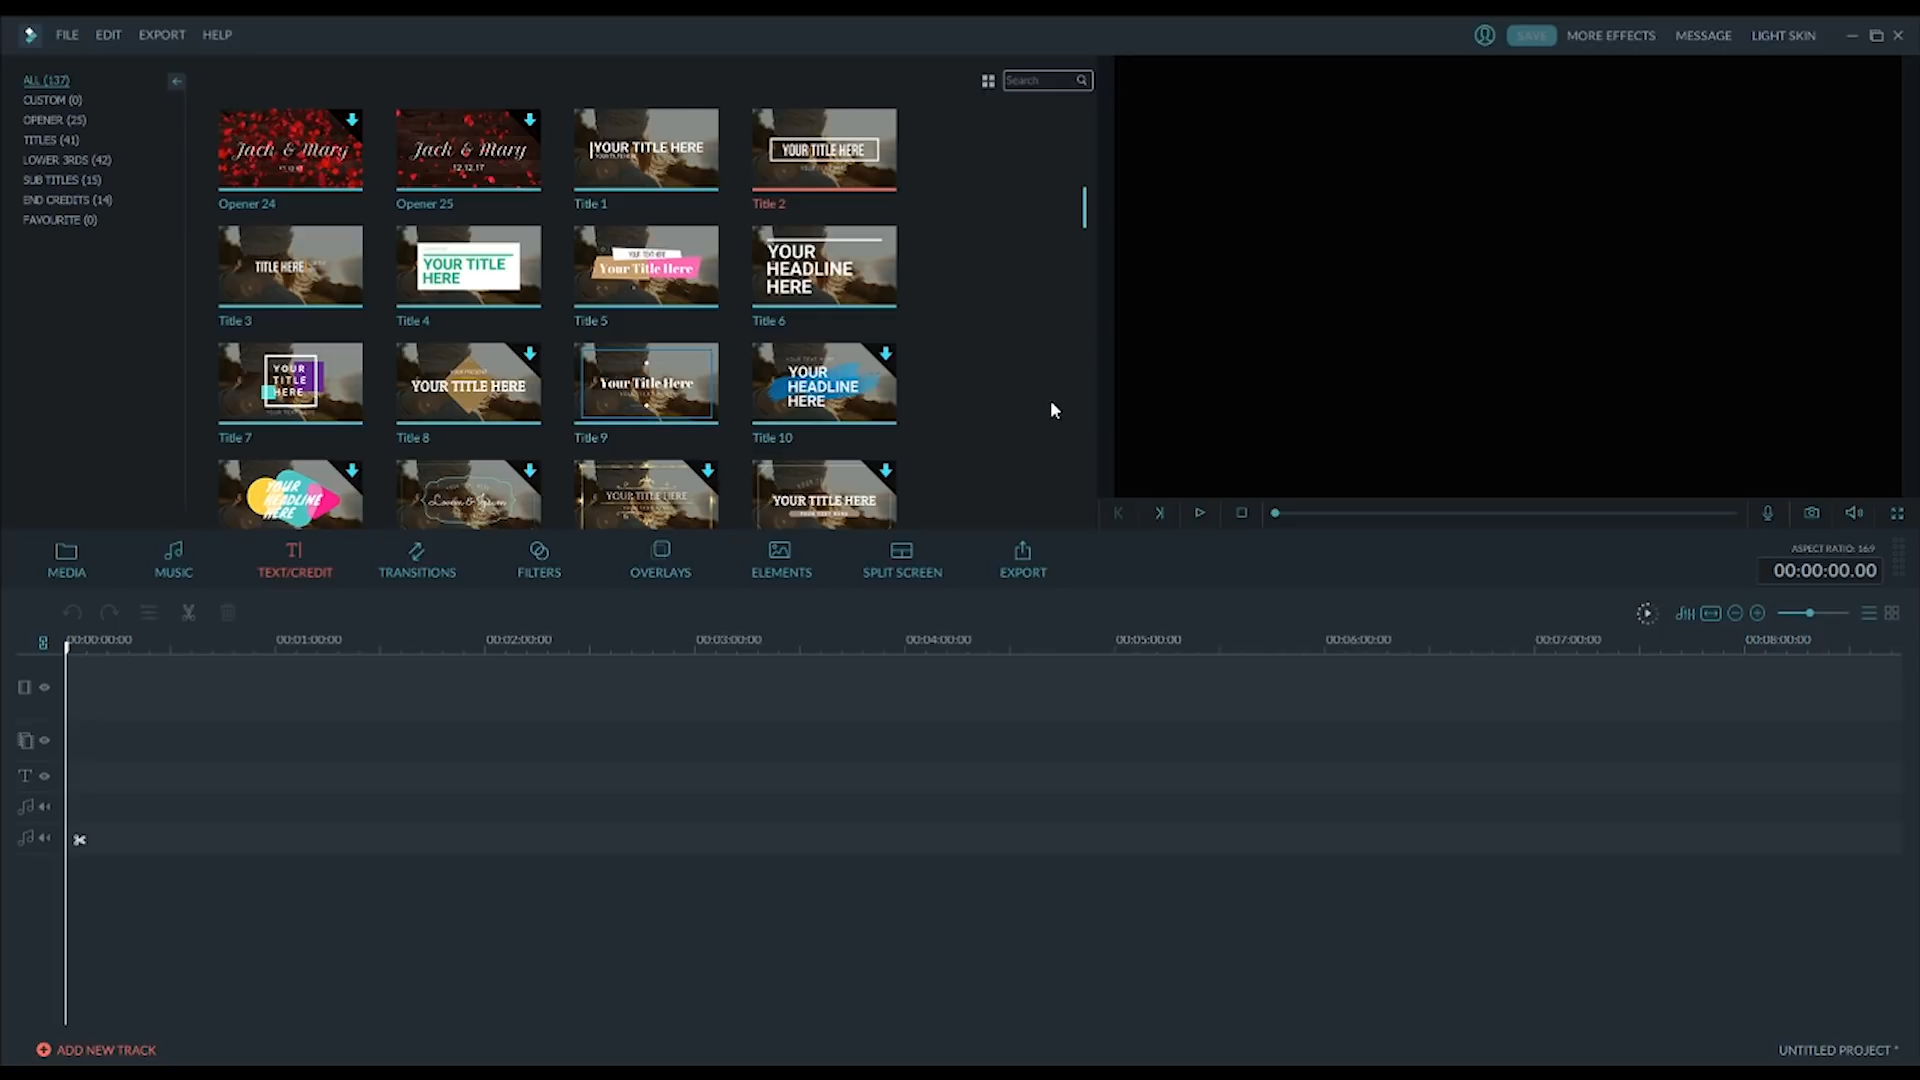 FILE EDIT EXPORT HELP
SAVE MORE EFFECTS MESSAGE LIGHT SKIN
ALL (137)
CUSTOM (0)
OPENER (25)
TITLES (41)
LOWER 3RDS (42)
SUB TITLES (15)
END CREDITS (14)
FAVOURITE (0)
Search
Jack & Mary
Opener 24
Jack & Mary
12.12.17
Opener 25
YOUR TITLE HERE
Title 1
YOUR TITLE HERE
Title 2
TITLE HERE
Title 3
YOUR TITLE
HERE
Title 4
YOUR TEXT HERE
Your Title Here
Title 5
YOUR
HEADLINE
HERE
Title 6
YOUR
TITLE
HERE
Title 7
YOUR TITLE HERE
Title 8
Your Title Here
Title 9
YOUR
HEADLINE
HERE
Title 10
YOUR
HEADLINE
HERE
YOUR TITLE HERE
YOUR TITLE HERE
MEDIA MUSIC TEXT/CREDIT TRANSITIONS FILTERS OVERLAYS ELEMENTS SPLIT SCREEN EXPORT
ASPECT RATIO: 16:9
00:00:00.00
00:00:00:00 00:01:00:00 00:02:00:00 00:03:00:00 00:04:00:00 00:05:00:00 00:06:00:00 00:07:00:00 00:08:00:00
ADD NEW TRACK
UNTITLED PROJECT *